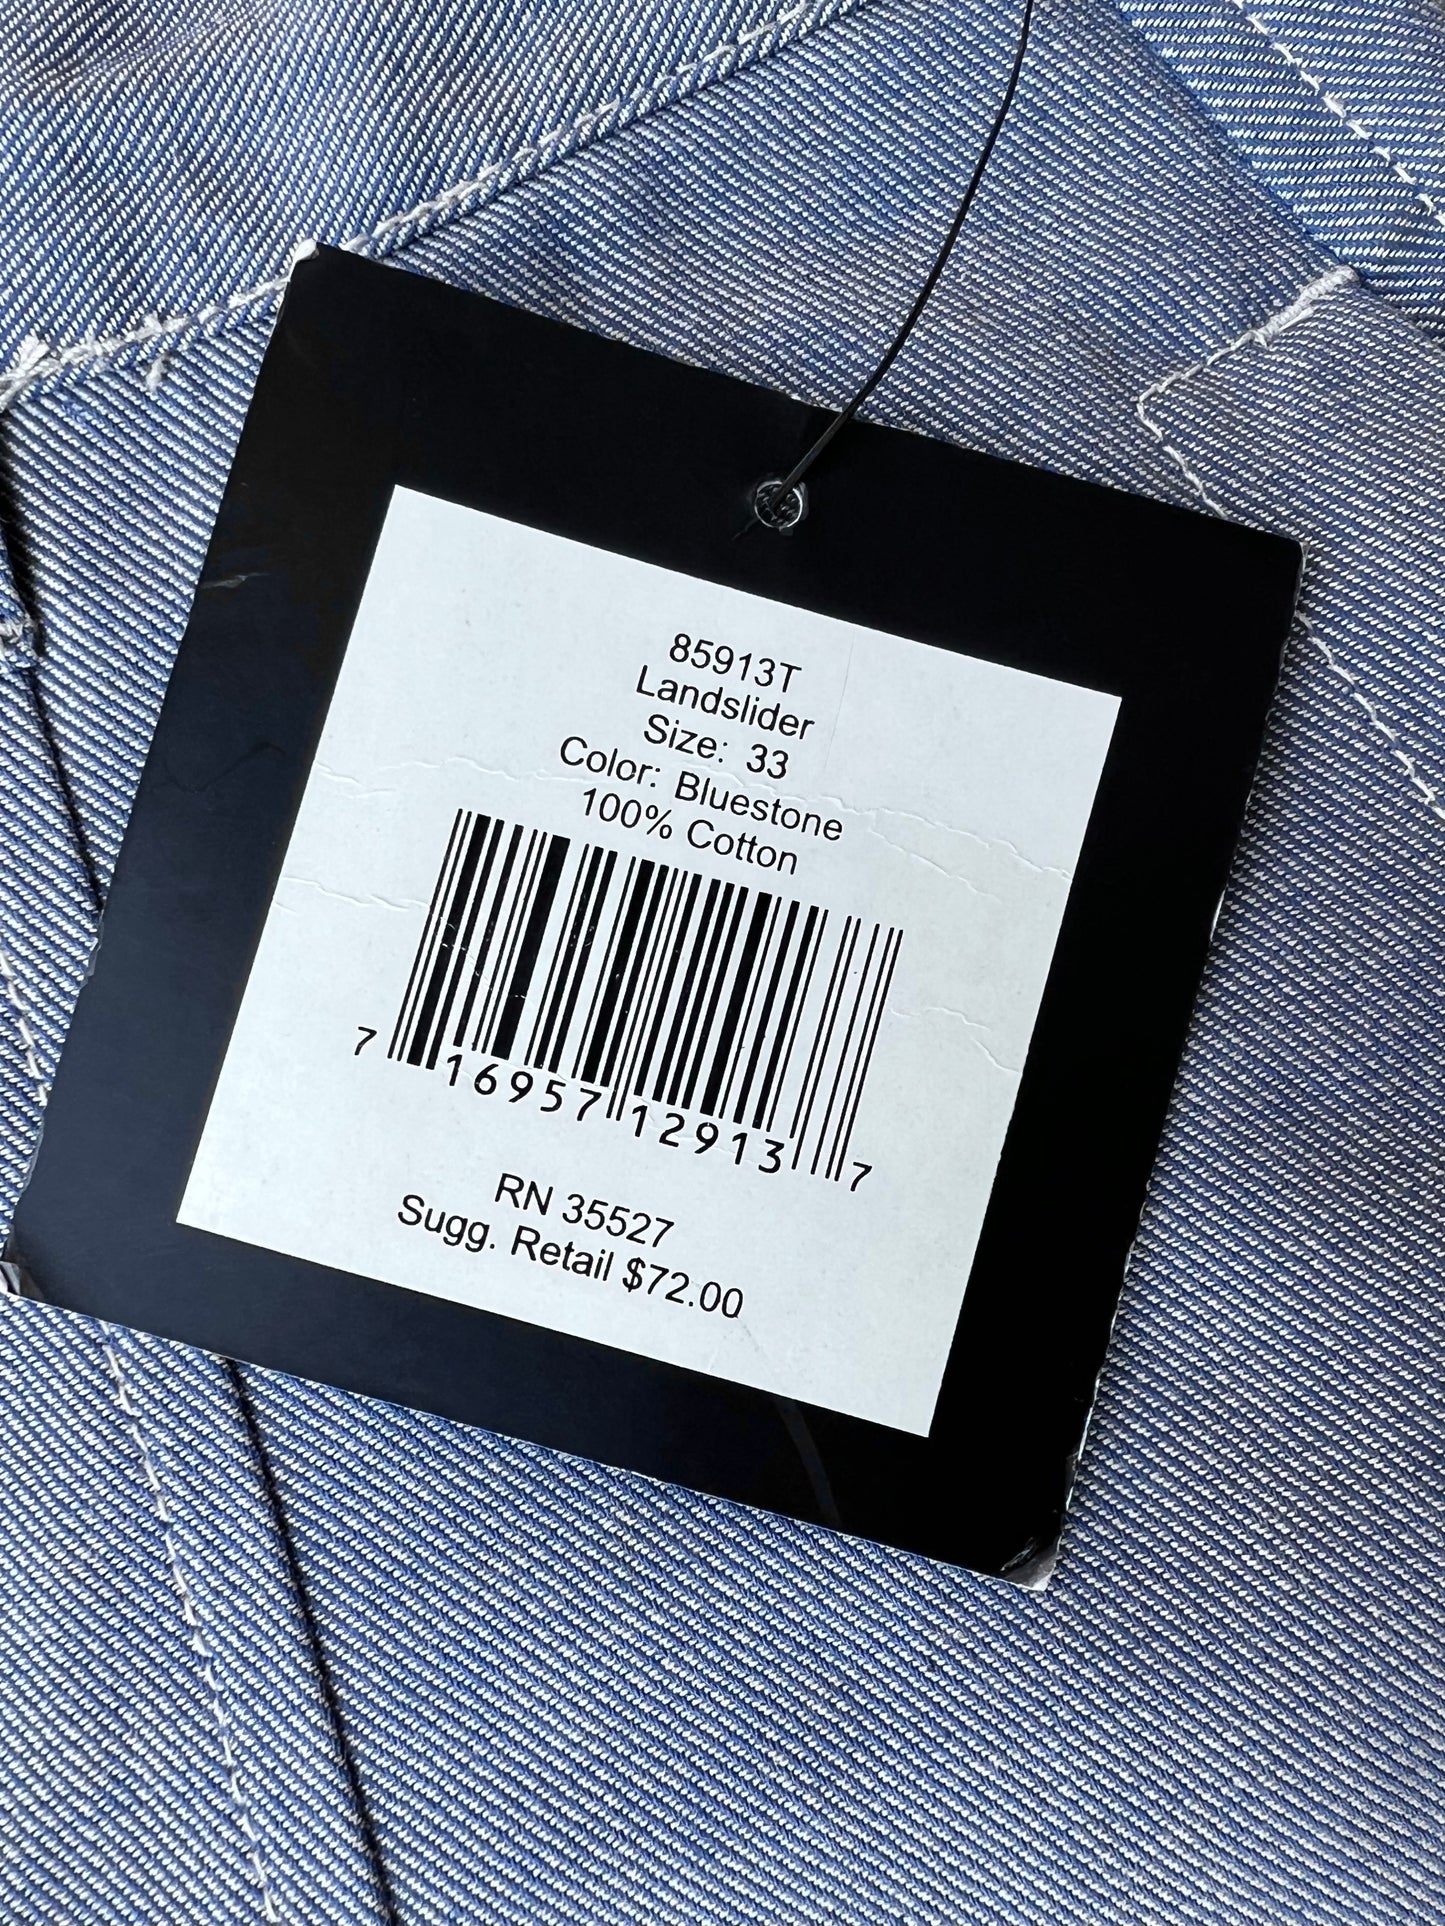 85913T
Landslider
Size: 33
Color: Bluestone
100% Cotton
7 16957 12913 7
RN 35527
Sugg. Retail $72.00